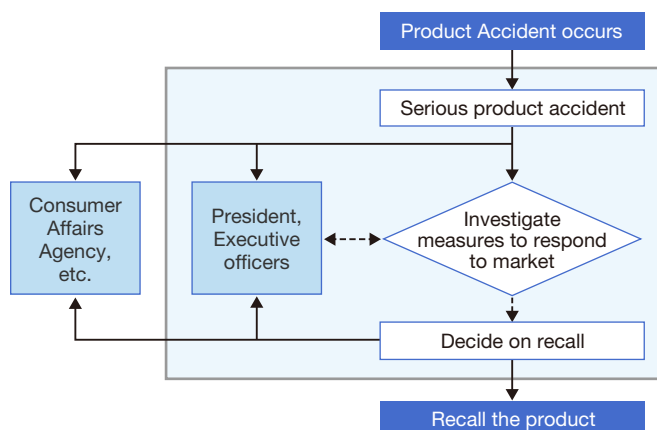 Product Accident occurs
Serious product accident
Consumer
Affairs
Agency,
etc.
President,
Executive
officers
Investigate
measures to respond
to market
Decide on recall
Recall the product